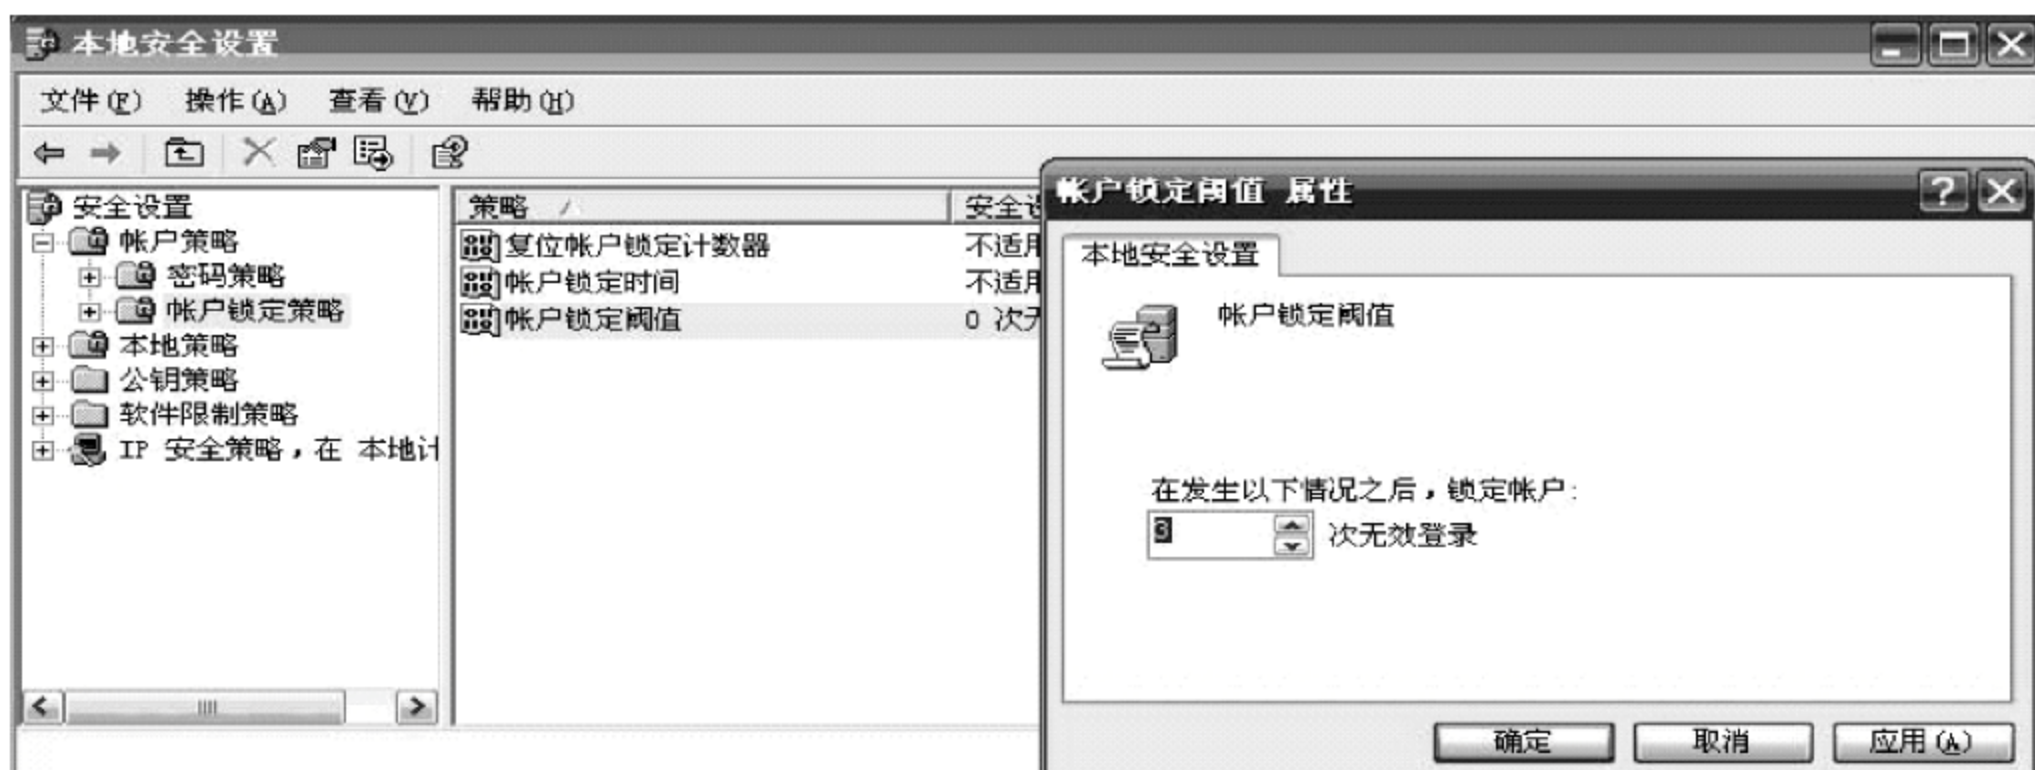 本地安全设置
文件(F) 操作(A) 查看(V) 帮助(H)
安全设置
帐户策略
密码策略
帐户锁定策略
本地策略
公钥策略
软件限制策略
IP 安全策略，在 本地计
策略 安全设
复位帐户锁定计数器 不适用
帐户锁定时间 不适用
帐户锁定阈值 0 次无
帐户锁定阈值 属性
本地安全设置
帐户锁定阈值
在发生以下情况之后，锁定帐户:
3 次无效登录
确定 取消 应用(A)